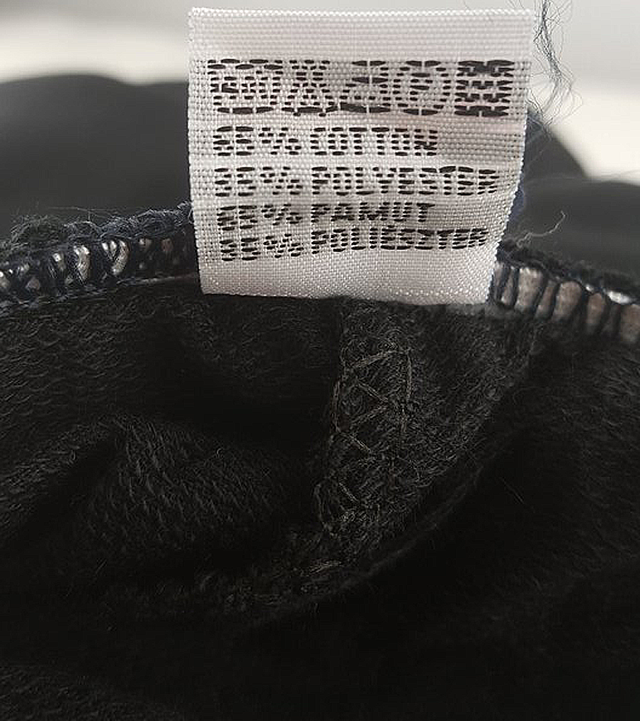 65% COTTON
35% POLYESTER
65% PAMUT
35% POLIESZTER